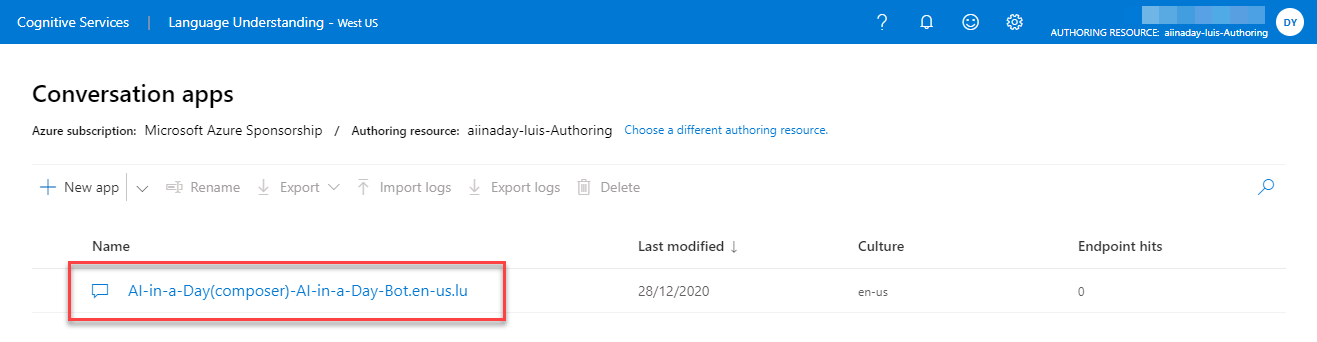 Cognitive Services | Language Understanding - West US
AUTHORING RESOURCE: aiinaday-luis-Authoring
DY
Conversation apps
Azure subscription: Microsoft Azure Sponsorship / Authoring resource: aiinaday-luis-Authoring Choose a different authoring resource.
New app Rename Export Import logs Export logs Delete
Name Last modified ↓ Culture Endpoint hits
AI-in-a-Day(composer)-AI-in-a-Day-Bot.en-us.lu 28/12/2020 en-us 0